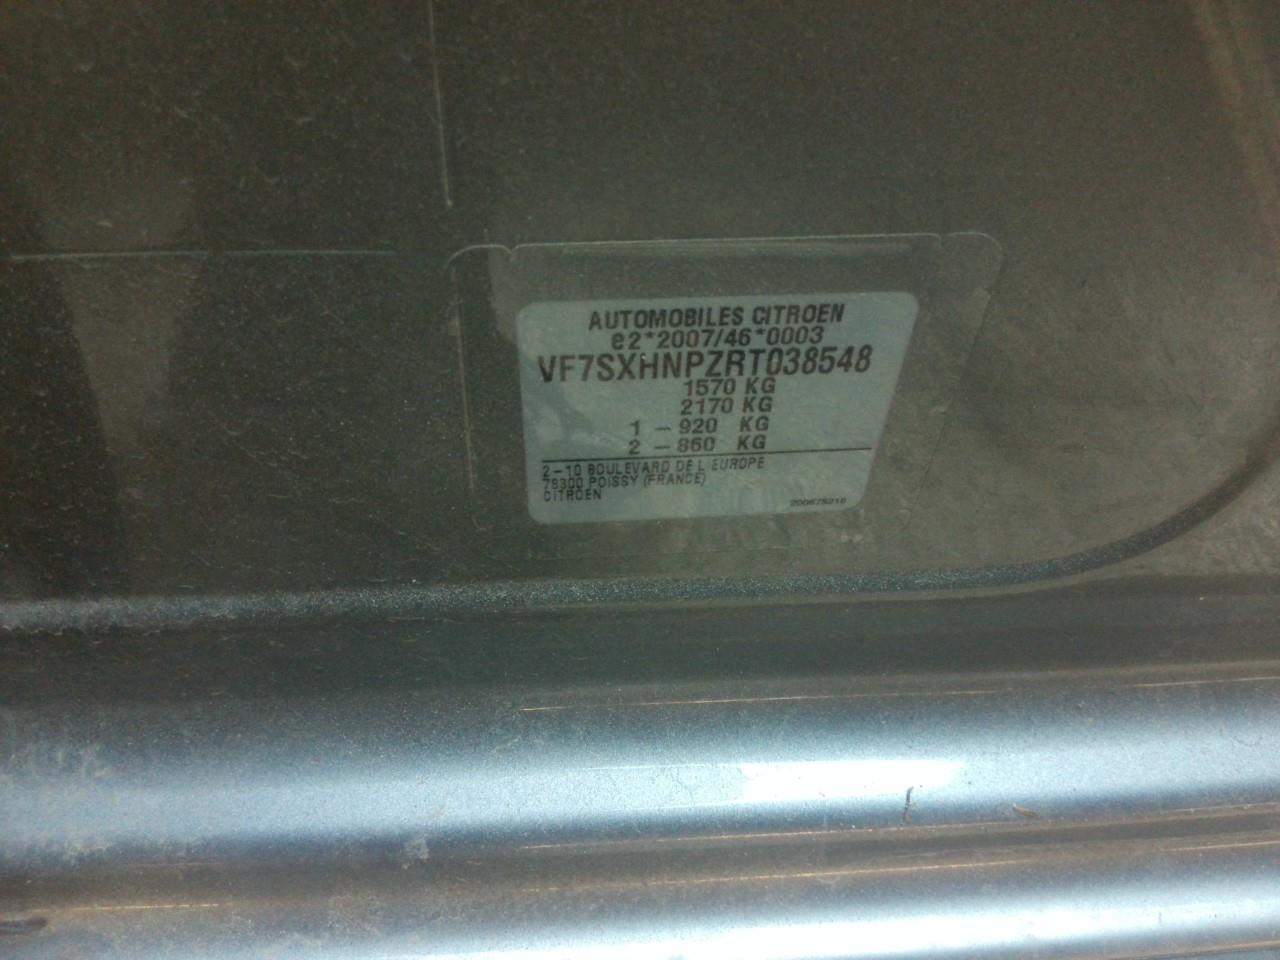 AUTOMOBILES CITROEN
e2*2007/46*0003
VF7SXHNPZRT038548
1570 KG
2170 KG
1 – 920 KG
2 – 860 KG
2–10 BOULEVARD DE L EUROPE
78300 POISSY (FRANCE)
CITROEN